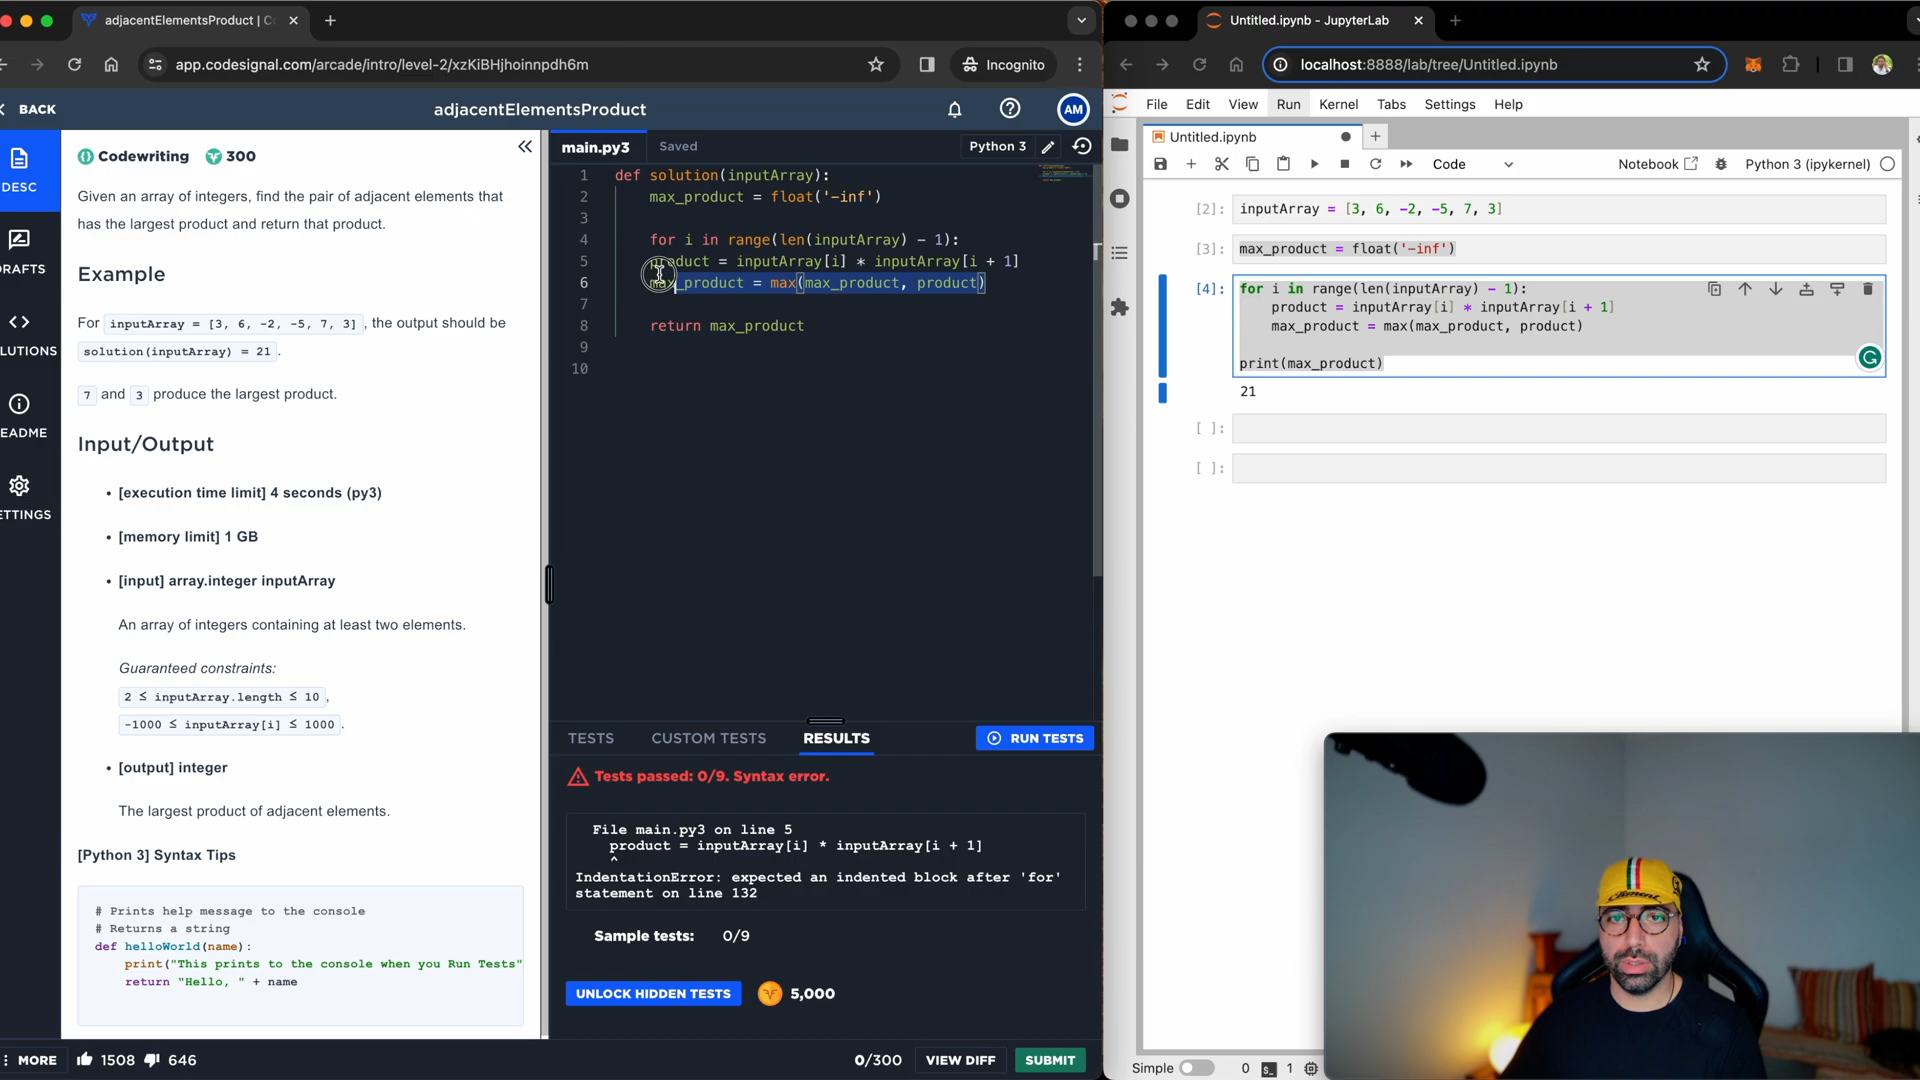 adjacentElementsProduct | C
app.codesignal.com/arcade/intro/level-2/xzKiBHjhoinnpdh6m
Incognito
BACK
adjacentElementsProduct
AM
DESC
RAFTS
LUTIONS
EADME
ETTINGS
Codewriting
300
Given an array of integers, find the pair of adjacent elements that
has the largest product and return that product.
Example
For inputArray = [3, 6, -2, -5, 7, 3], the output should be
solution(inputArray) = 21.
7 and 3 produce the largest product.
Input/Output
• [execution time limit] 4 seconds (py3)
• [memory limit] 1 GB
• [input] array.integer inputArray
An array of integers containing at least two elements.
Guaranteed constraints:
2 ≤ inputArray.length ≤ 10,
-1000 ≤ inputArray[i] ≤ 1000.
• [output] integer
The largest product of adjacent elements.
[Python 3] Syntax Tips
# Prints help message to the console
# Returns a string
def helloWorld(name):
print("This prints to the console when you Run Tests"
return "Hello, " + name
MORE
1508
646
main.py3
Saved
Python 3
1 def solution(inputArray):
2 max_product = float('-inf')
3
4 for i in range(len(inputArray) - 1):
5 product = inputArray[i] * inputArray[i + 1]
6 max_product = max(max_product, product)
7
8 return max_product
9
10
TESTS
CUSTOM TESTS
RESULTS
RUN TESTS
Tests passed: 0/9. Syntax error.
File main.py3 on line 5
product = inputArray[i] * inputArray[i + 1]
^
IndentationError: expected an indented block after 'for'
statement on line 132
Sample tests: 0/9
UNLOCK HIDDEN TESTS
5,000
0/300
VIEW DIFF
SUBMIT
Untitled.ipynb - JupyterLab
localhost:8888/lab/tree/Untitled.ipynb
File Edit View Run Kernel Tabs Settings Help
Untitled.ipynb
Code
Notebook
Python 3 (ipykernel)
[2]: inputArray = [3, 6, -2, -5, 7, 3]
[3]: max_product = float('-inf')
[4]: for i in range(len(inputArray) - 1):
product = inputArray[i] * inputArray[i + 1]
max_product = max(max_product, product)
print(max_product)
21
[ ]:
[ ]:
Simple
0
1